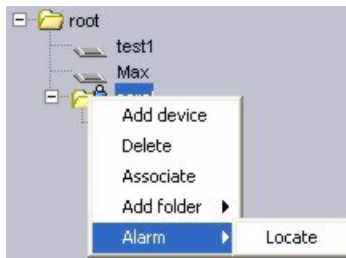 root
test1
Max
Add device
Delete
Associate
Add folder
Alarm
Locate